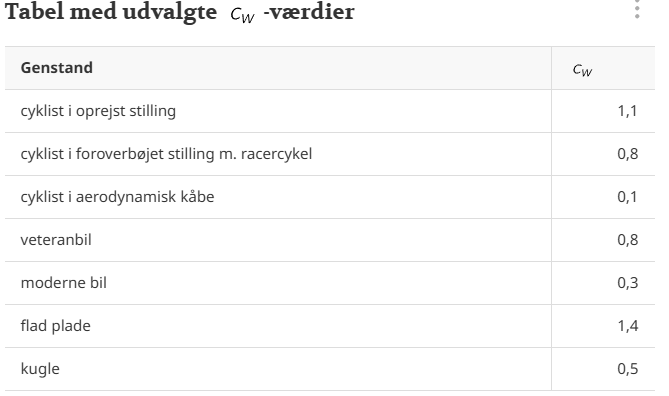 Tabel med udvalgte c_W -værdier
Genstand c_W
cyklist i oprejst stilling 1,1
cyklist i foroverbøjet stilling m. racercykel 0,8
cyklist i aerodynamisk kåbe 0,1
veteranbil 0,8
moderne bil 0,3
flad plade 1,4
kugle 0,5